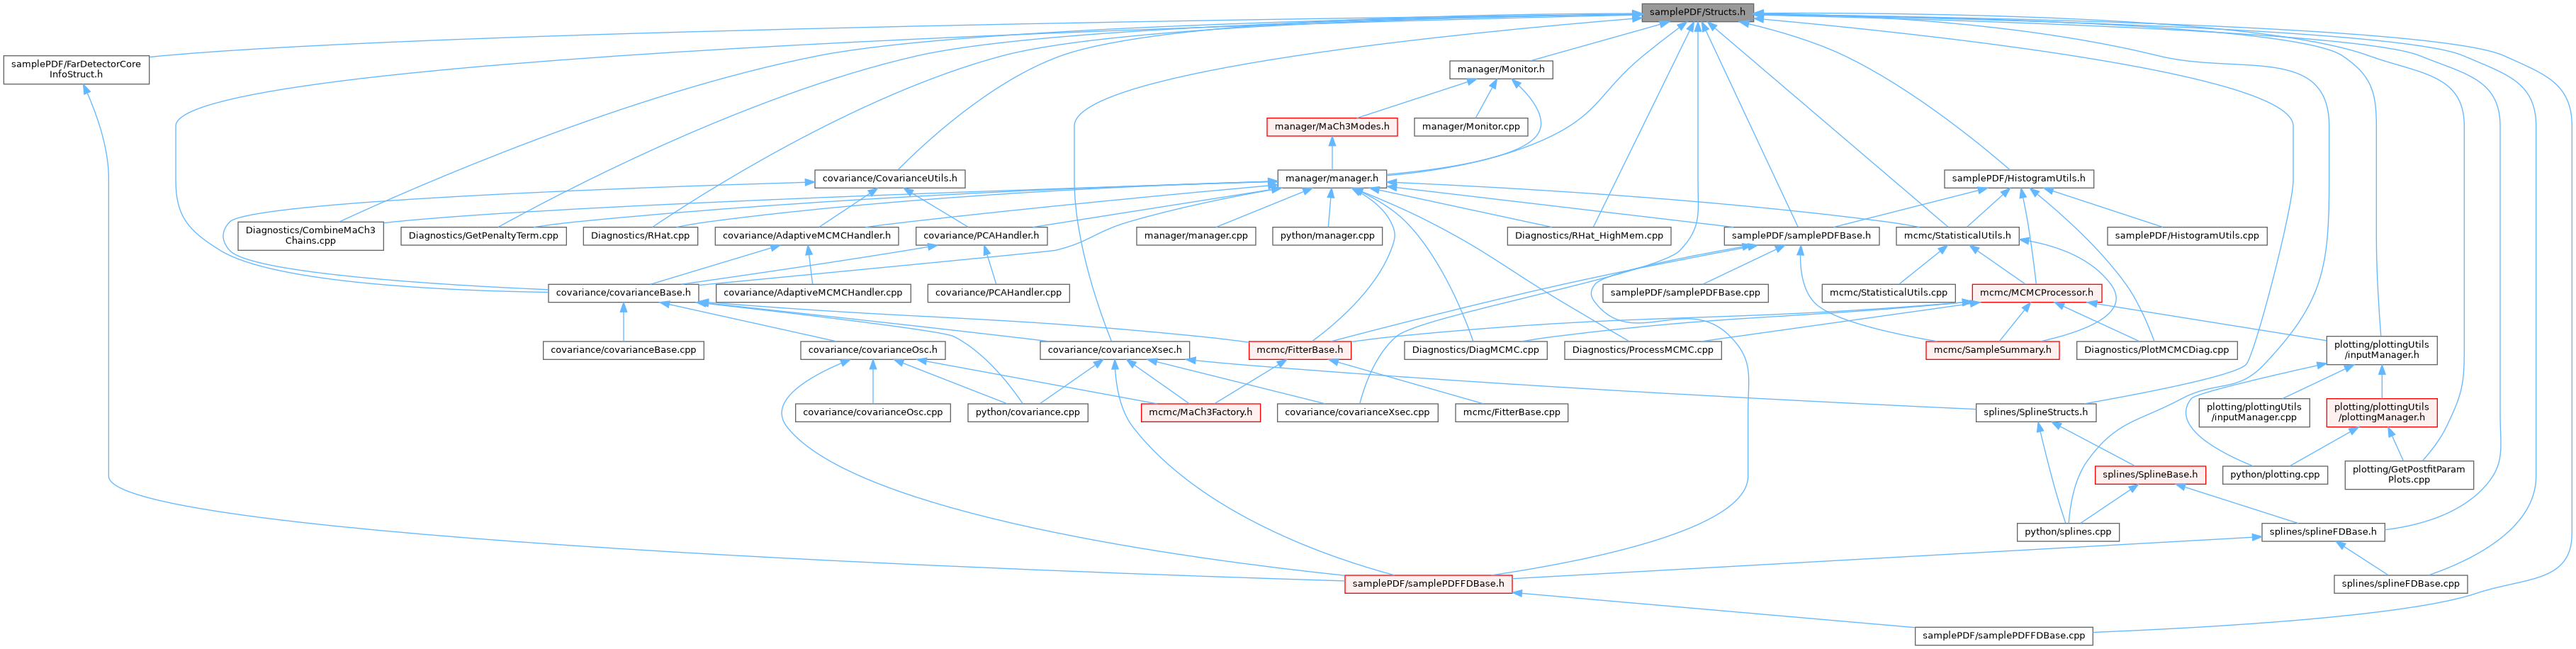 samplePDF/Structs.h
samplePDF/FarDetectorCore
InfoStruct.h
manager/Monitor.h
manager/MaCh3Modes.h
manager/Monitor.cpp
covariance/CovarianceUtils.h
manager/manager.h
samplePDF/HistogramUtils.h
Diagnostics/CombineMaCh3
Chains.cpp
Diagnostics/GetPenaltyTerm.cpp
Diagnostics/RHat.cpp
covariance/AdaptiveMCMCHandler.h
covariance/PCAHandler.h
manager/manager.cpp
python/manager.cpp
Diagnostics/RHat_HighMem.cpp
samplePDF/samplePDFBase.h
mcmc/StatisticalUtils.h
samplePDF/HistogramUtils.cpp
covariance/covarianceBase.h
covariance/AdaptiveMCMCHandler.cpp
covariance/PCAHandler.cpp
samplePDF/samplePDFBase.cpp
mcmc/StatisticalUtils.cpp
mcmc/MCMCProcessor.h
covariance/covarianceBase.cpp
covariance/covarianceOsc.h
covariance/covarianceXsec.h
mcmc/FitterBase.h
Diagnostics/DiagMCMC.cpp
Diagnostics/ProcessMCMC.cpp
mcmc/SampleSummary.h
Diagnostics/PlotMCMCDiag.cpp
plotting/plottingUtils
/inputManager.h
covariance/covarianceOsc.cpp
python/covariance.cpp
mcmc/MaCh3Factory.h
covariance/covarianceXsec.cpp
mcmc/FitterBase.cpp
splines/SplineStructs.h
plotting/plottingUtils
/inputManager.cpp
plotting/plottingUtils
/plottingManager.h
splines/SplineBase.h
python/plotting.cpp
plotting/GetPostfitParam
Plots.cpp
python/splines.cpp
splines/splineFDBase.h
samplePDF/samplePDFFDBase.h
splines/splineFDBase.cpp
samplePDF/samplePDFFDBase.cpp